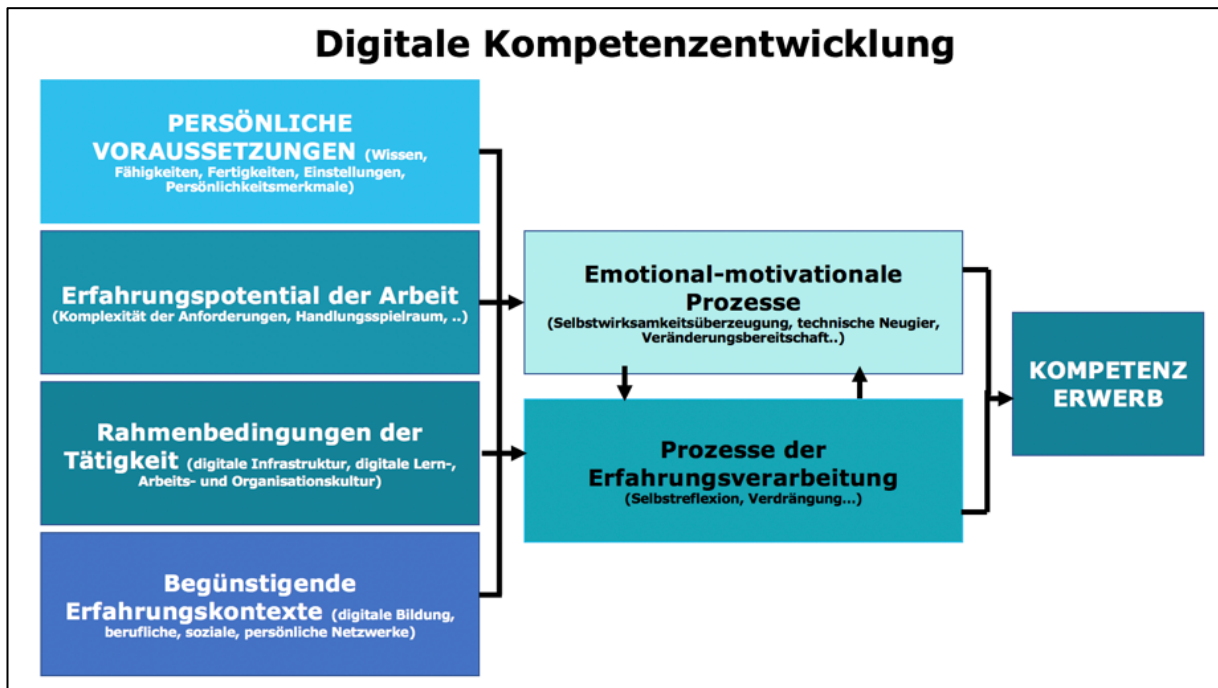 Digitale Kompetenzentwicklung
PERSÖNLICHE
VORAUSSETZUNGEN (Wissen,
Fähigkeiten, Fertigkeiten, Einstellungen,
Persönlichkeitsmerkmale)
Erfahrungspotential der Arbeit
(Komplexität der Anforderungen, Handlungsspielraum, ..)
Rahmenbedingungen der
Tätigkeit (digitale Infrastruktur, digitale Lern-,
Arbeits- und Organisationskultur)
Begünstigende
Erfahrungskontexte (digitale Bildung,
berufliche, soziale, persönliche Netzwerke)
Emotional-motivationale
Prozesse
(Selbstwirksamkeitsüberzeugung, technische Neugier,
Veränderungsbereitschaft..)
Prozesse der
Erfahrungsverarbeitung
(Selbstreflexion, Verdrängung...)
KOMPETENZ
ERWERB